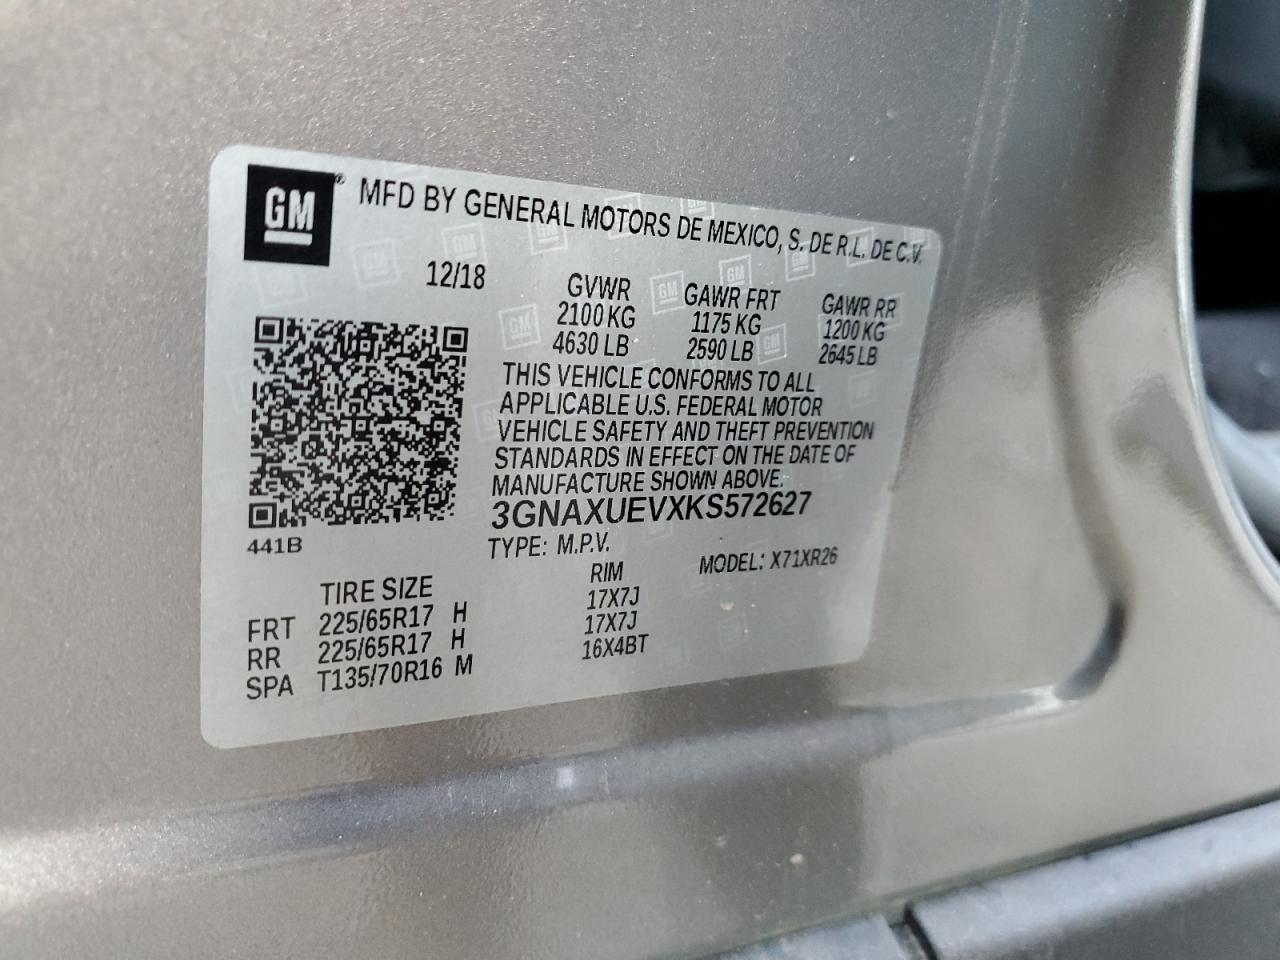 GM ® MFD BY GENERAL MOTORS DE MEXICO, S. DE R.L. DE C.V.
12/18 GVWR GAWR FRT GAWR RR
2100 KG 1175 KG 1200 KG
4630 LB 2590 LB 2645 LB
THIS VEHICLE CONFORMS TO ALL
APPLICABLE U.S. FEDERAL MOTOR
VEHICLE SAFETY AND THEFT PREVENTION
STANDARDS IN EFFECT ON THE DATE OF
MANUFACTURE SHOWN ABOVE.
3GNAXUEVXKS572627
441B TYPE: M.P.V. MODEL: X71XR26
TIRE SIZE RIM
FRT 225/65R17 H 17X7J
RR 225/65R17 H 17X7J
SPA T135/70R16 M 16X4BT